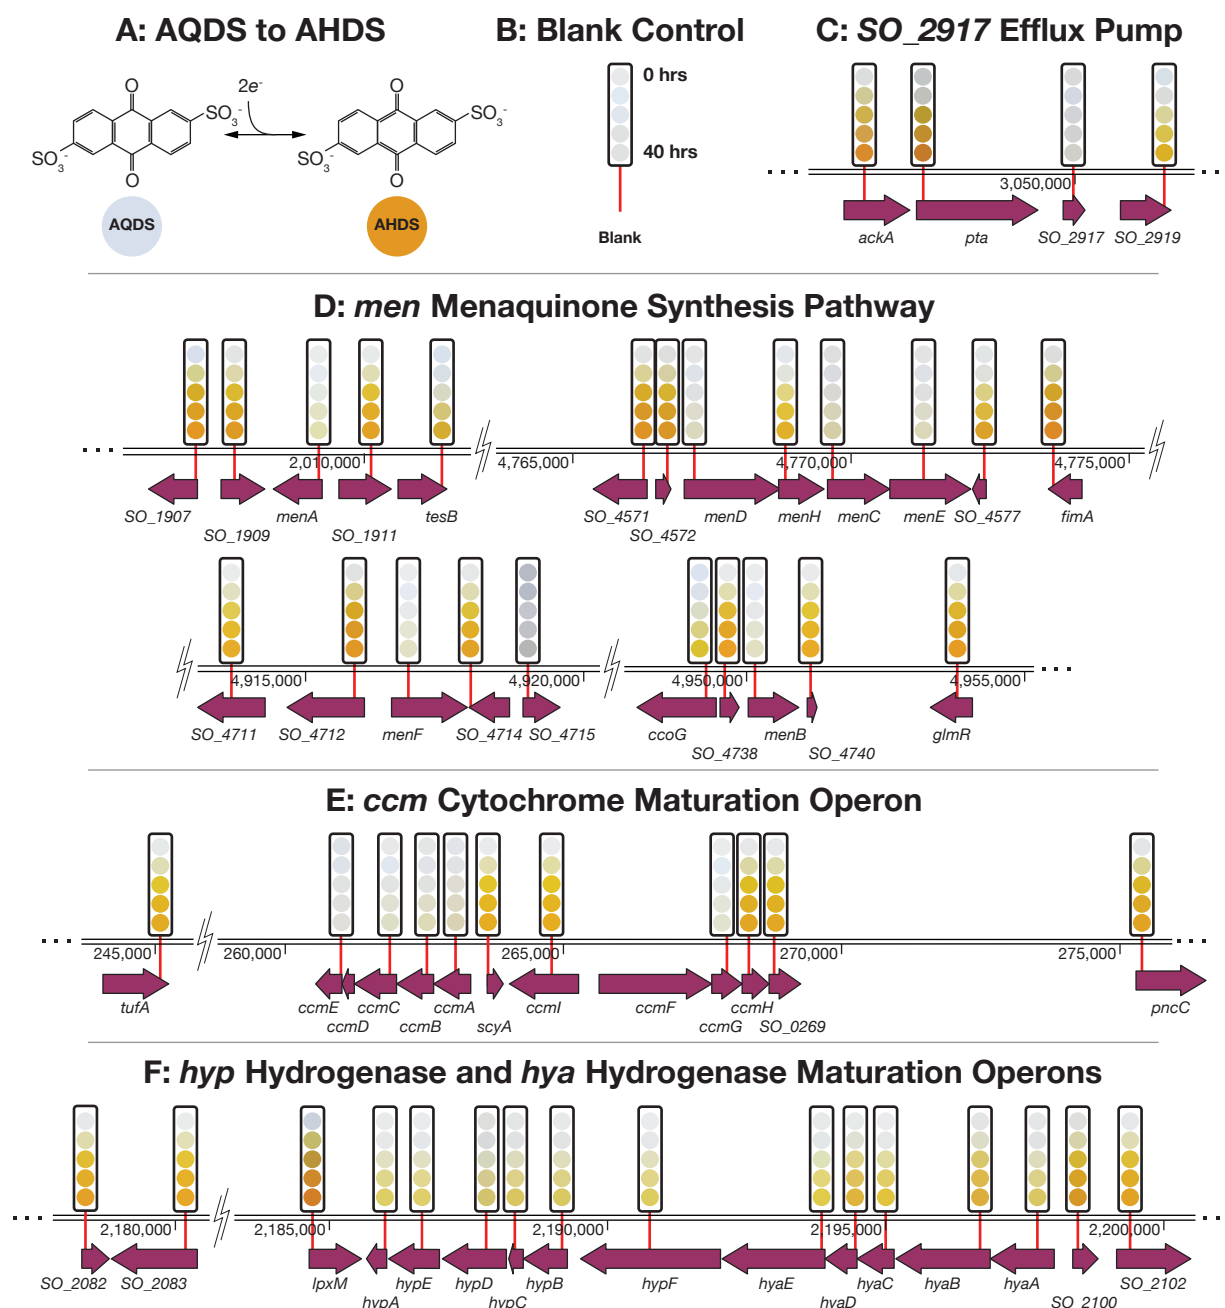 A: AQDS to AHDS
B: Blank Control
C: SO_2917 Efflux Pump
O
O
SO3-
SO3-
2e-
O
O
SO3-
SO3-
AQDS
AHDS
0 hrs
40 hrs
Blank
3,050,000
ackA
pta
SO_2917
SO_2919
D: men Menaquinone Synthesis Pathway
2,010,000
4,765,000
4,770,000
4,775,000
SO_1907
SO_1909
menA
SO_1911
tesB
SO_4571
SO_4572
menD
menH
menC
menE
SO_4577
fimA
4,915,000
4,920,000
4,950,000
4,955,000
SO_4711
SO_4712
menF
SO_4714
SO_4715
ccoG
SO_4738
menB
SO_4740
glmR
E: ccm Cytochrome Maturation Operon
245,000
260,000
265,000
270,000
275,000
tufA
ccmE
ccmD
ccmC
ccmB
ccmA
scyA
ccmI
ccmF
ccmG
ccmH
SO_0269
pncC
F: hyp Hydrogenase and hya Hydrogenase Maturation Operons
2,180,000
2,185,000
2,190,000
2,195,000
2,200,000
SO_2082
SO_2083
lpxM
hypA
hypE
hypD
hypC
hypB
hypF
hyaE
hyaD
hyaC
hyaB
hyaA
SO_2100
SO_2102